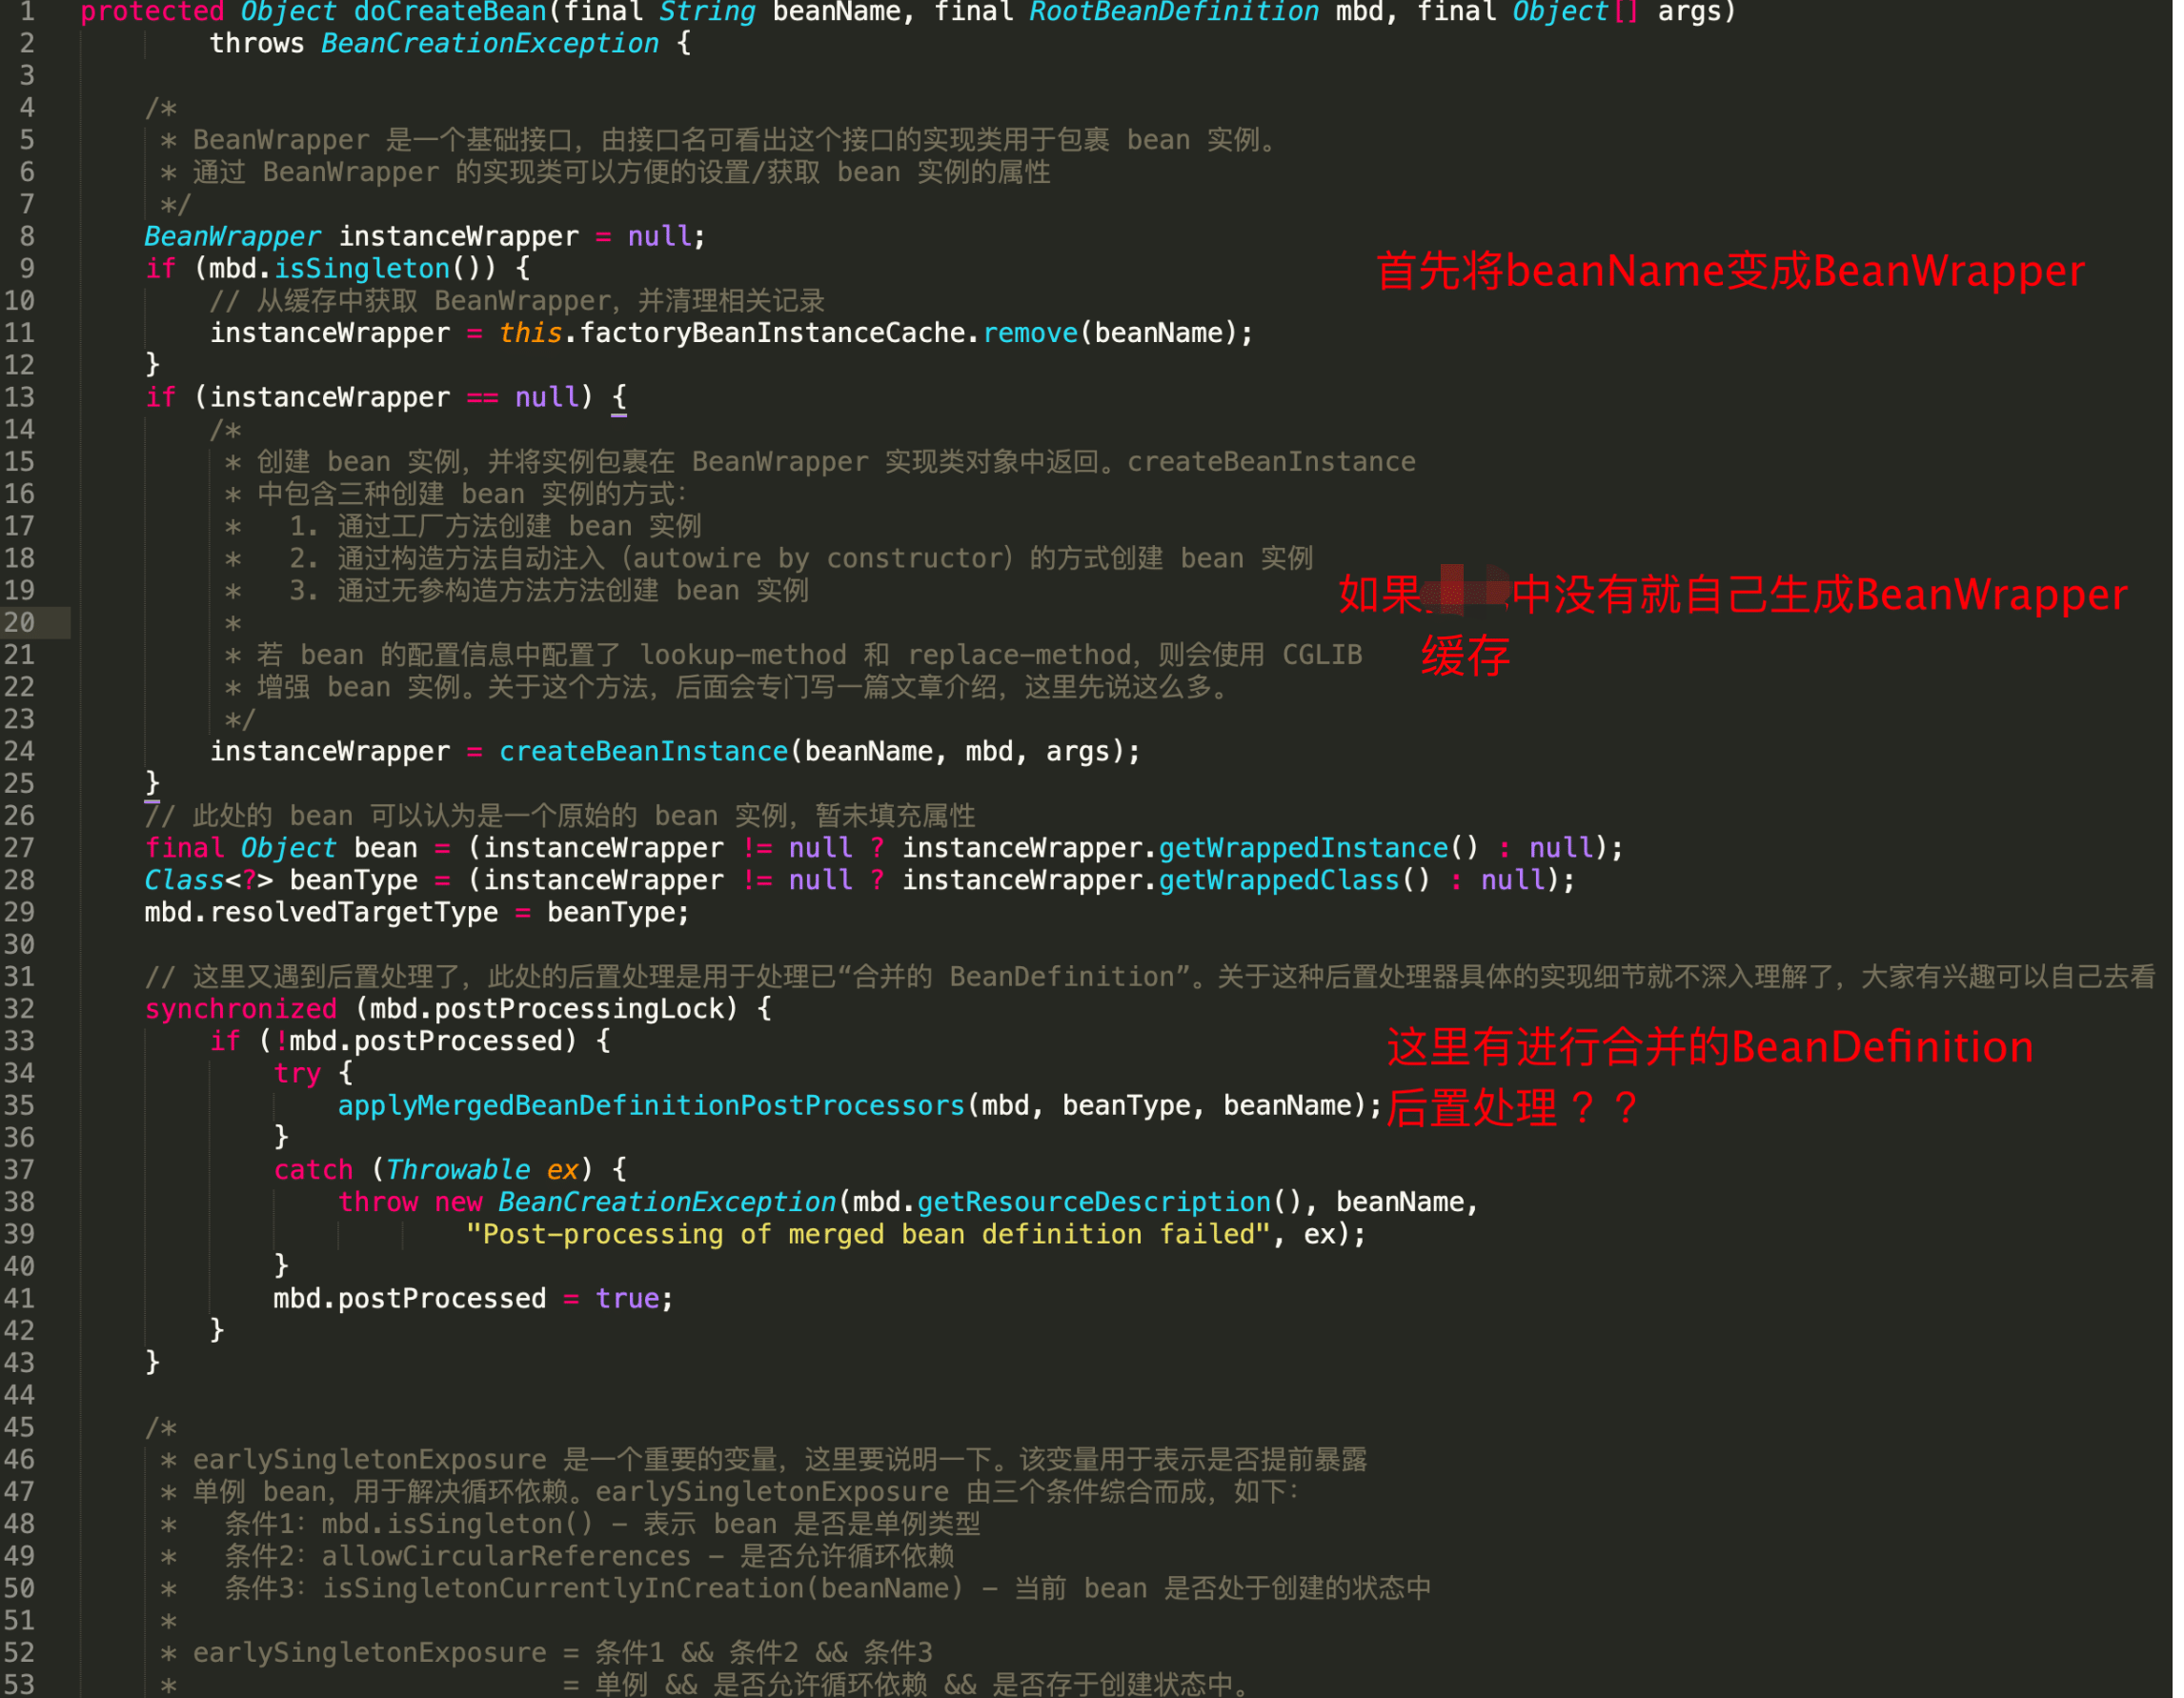 1 protected Object doCreateBean(final String beanName, final RootBeanDefinition mbd, final Object[] args)
2 throws BeanCreationException {
3
4 /*
5 * BeanWrapper 是一个基础接口，由接口名可看出这个接口的实现类用于包裹 bean 实例。
6 * 通过 BeanWrapper 的实现类可以方便的设置/获取 bean 实例的属性
7 */
8 BeanWrapper instanceWrapper = null;
9 if (mbd.isSingleton()) {
首先将beanName变成BeanWrapper
10 // 从缓存中获取 BeanWrapper，并清理相关记录
11 instanceWrapper = this.factoryBeanInstanceCache.remove(beanName);
12 }
13 if (instanceWrapper == null) {
14 /*
15 * 创建 bean 实例，并将实例包裹在 BeanWrapper 实现类对象中返回。createBeanInstance
16 * 中包含三种创建 bean 实例的方式：
17 * 1. 通过工厂方法创建 bean 实例
18 * 2. 通过构造方法自动注入（autowire by constructor）的方式创建 bean 实例
19 * 3. 通过无参构造方法方法创建 bean 实例
如果 中没有就自己生成BeanWrapper
20 *
21 * 若 bean 的配置信息中配置了 lookup-method 和 replace-method，则会使用 CGLIB
缓存
22 * 增强 bean 实例。关于这个方法，后面会专门写一篇文章介绍，这里先说这么多。
23 */
24 instanceWrapper = createBeanInstance(beanName, mbd, args);
25 }
26 // 此处的 bean 可以认为是一个原始的 bean 实例，暂未填充属性
27 final Object bean = (instanceWrapper != null ? instanceWrapper.getWrappedInstance() : null);
28 Class<?> beanType = (instanceWrapper != null ? instanceWrapper.getWrappedClass() : null);
29 mbd.resolvedTargetType = beanType;
30
31 // 这里又遇到后置处理了，此处的后置处理是用于处理已“合并的 BeanDefinition”。关于这种后置处理器具体的实现细节就不深入理解了，大家有兴趣可以自己去看
32 synchronized (mbd.postProcessingLock) {
33 if (!mbd.postProcessed) {
这里有进行合并的BeanDefinition
34 try {
35 applyMergedBeanDefinitionPostProcessors(mbd, beanType, beanName);
后置处理？？
36 }
37 catch (Throwable ex) {
38 throw new BeanCreationException(mbd.getResourceDescription(), beanName,
39 "Post-processing of merged bean definition failed", ex);
40 }
41 mbd.postProcessed = true;
42 }
43 }
44
45 /*
46 * earlySingletonExposure 是一个重要的变量，这里要说明一下。该变量用于表示是否提前暴露
47 * 单例 bean，用于解决循环依赖。earlySingletonExposure 由三个条件综合而成，如下：
48 * 条件1：mbd.isSingleton() - 表示 bean 是否是单例类型
49 * 条件2：allowCircularReferences - 是否允许循环依赖
50 * 条件3：isSingletonCurrentlyInCreation(beanName) - 当前 bean 是否处于创建的状态中
51 *
52 * earlySingletonExposure = 条件1 && 条件2 && 条件3
53 * = 单例 && 是否允许循环依赖 && 是否存于创建状态中。